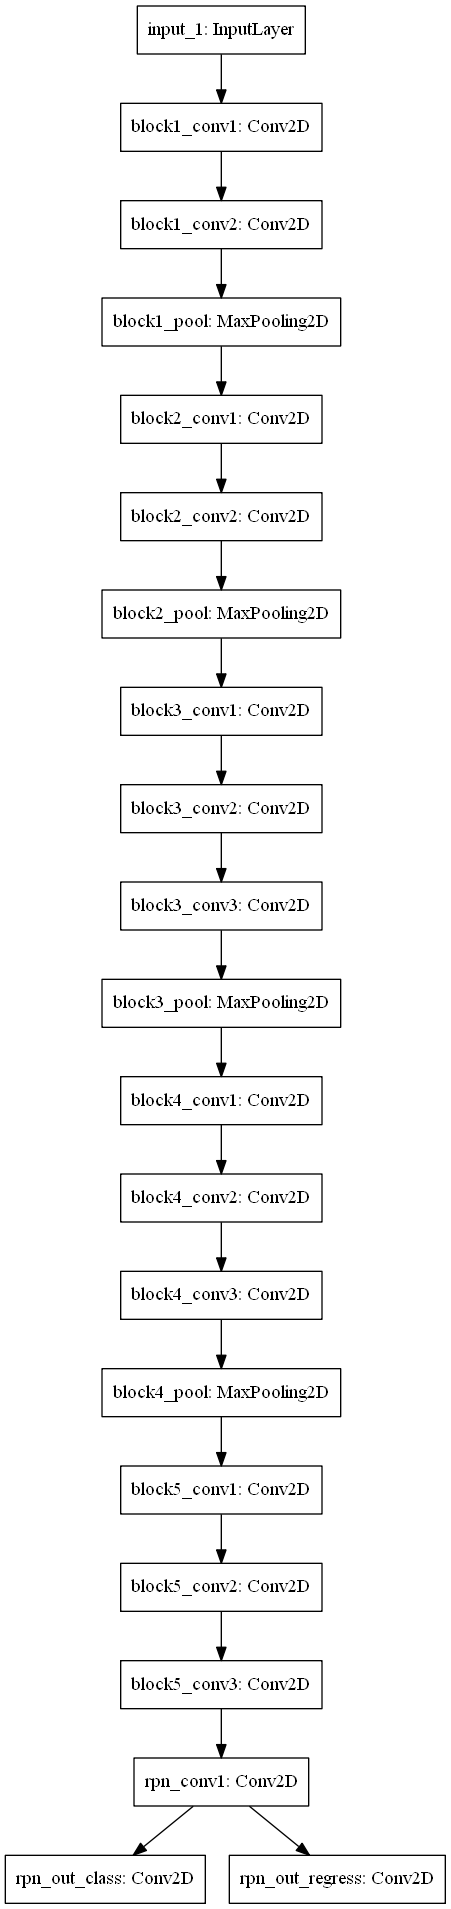 input_1: InputLayer
block1_conv1: Conv2D
block1_conv2: Conv2D
block1_pool: MaxPooling2D
block2_conv1: Conv2D
block2_conv2: Conv2D
block2_pool: MaxPooling2D
block3_conv1: Conv2D
block3_conv2: Conv2D
block3_conv3: Conv2D
block3_pool: MaxPooling2D
block4_conv1: Conv2D
block4_conv2: Conv2D
block4_conv3: Conv2D
block4_pool: MaxPooling2D
block5_conv1: Conv2D
block5_conv2: Conv2D
block5_conv3: Conv2D
rpn_conv1: Conv2D
rpn_out_class: Conv2D
rpn_out_regress: Conv2D